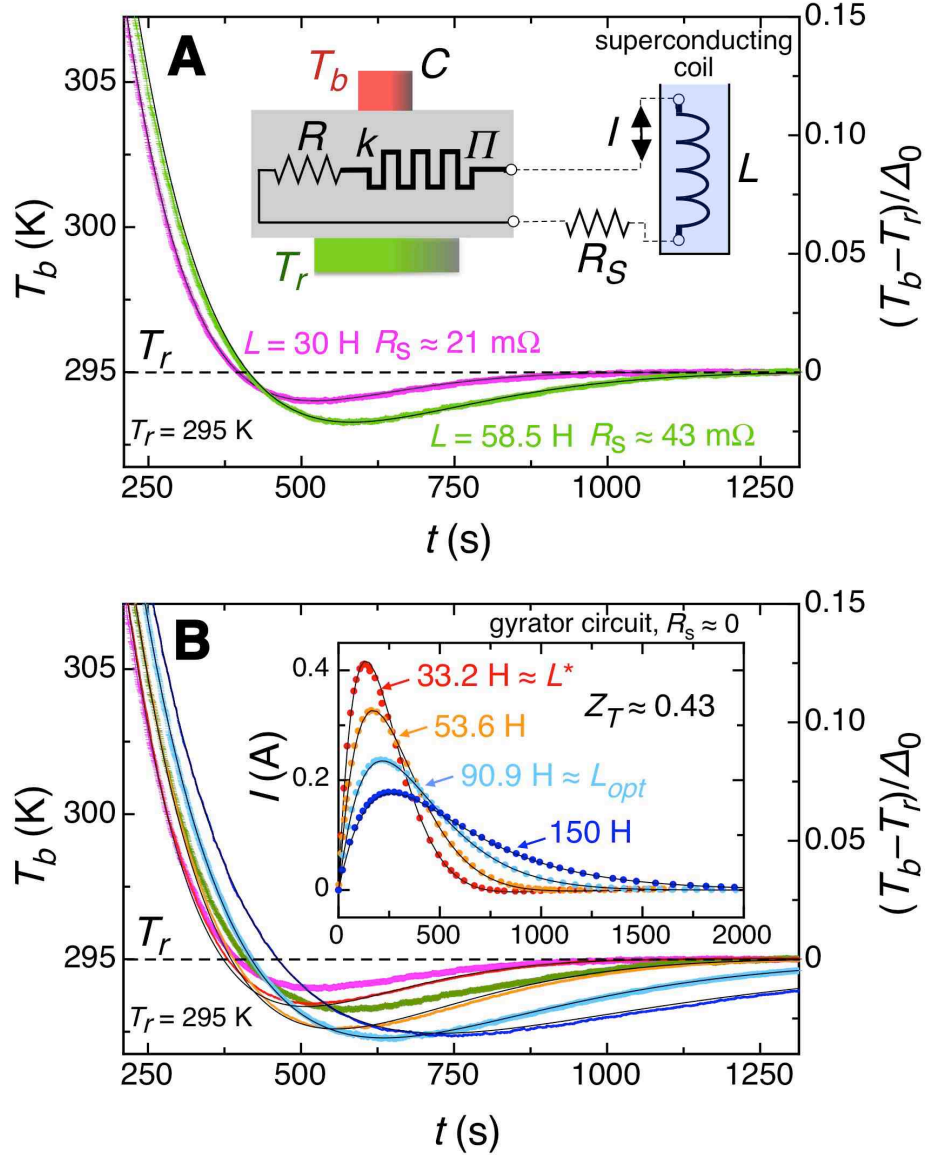 A
superconducting
coil
T_b
C
R
k
Π
I
L
R_S
T_r
0.15
0.10
0.05
0
(T_b–T_r)/Δ_0
305
300
295
T_b (K)
T_r
L = 30 H R_S ≈ 21 mΩ
T_r = 295 K
L = 58.5 H R_S ≈ 43 mΩ
250 500 750 1000 1250
t (s)
B
gyrator circuit, R_s ≈ 0
0.4
0.2
0
I (A)
33.2 H ≈ L*
Z_T ≈ 0.43
53.6 H
90.9 H ≈ L_opt
150 H
0 500 1000 1500 2000
0.15
0.10
0.05
0
(T_b–T_r)/Δ_0
305
300
295
T_b (K)
T_r
T_r = 295 K
250 500 750 1000 1250
t (s)